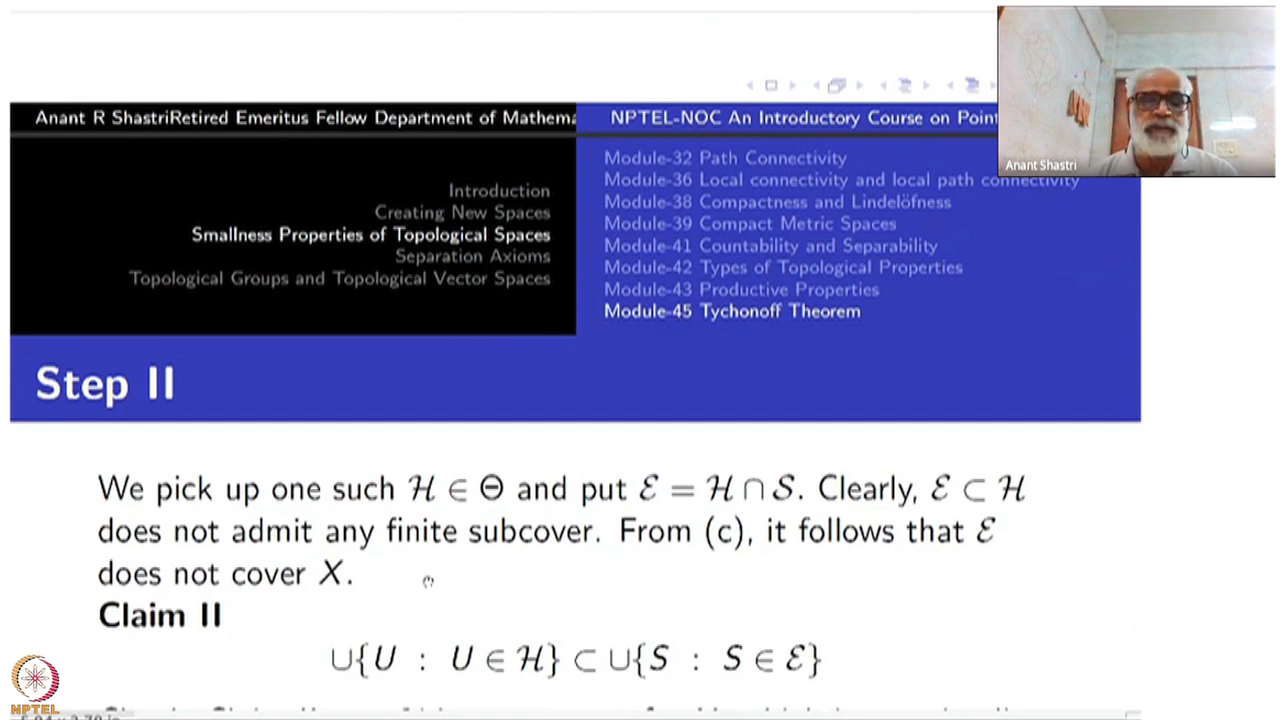 Anant R ShastriRetired Emeritus Fellow Department of Mathema
NPTEL-NOC An Introductory Course on Point
Introduction
Creating New Spaces
Smallness Properties of Topological Spaces
Separation Axioms
Topological Groups and Topological Vector Spaces
Module-32 Path Connectivity
Module-36 Local connectivity and local path connectivity
Module-38 Compactness and Lindelöfness
Module-39 Compact Metric Spaces
Module-41 Countability and Separability
Module-42 Types of Topological Properties
Module-43 Productive Properties
Module-45 Tychonoff Theorem
Anant Shastri
Step II
We pick up one such ℋ ∈ Θ and put ℰ = ℋ ∩ 𝒮. Clearly, ℰ ⊂ ℋ
does not admit any finite subcover. From (c), it follows that ℰ
does not cover X.
Claim II
∪{U : U ∈ ℋ} ⊂ ∪{S : S ∈ ℰ}
NPTEL